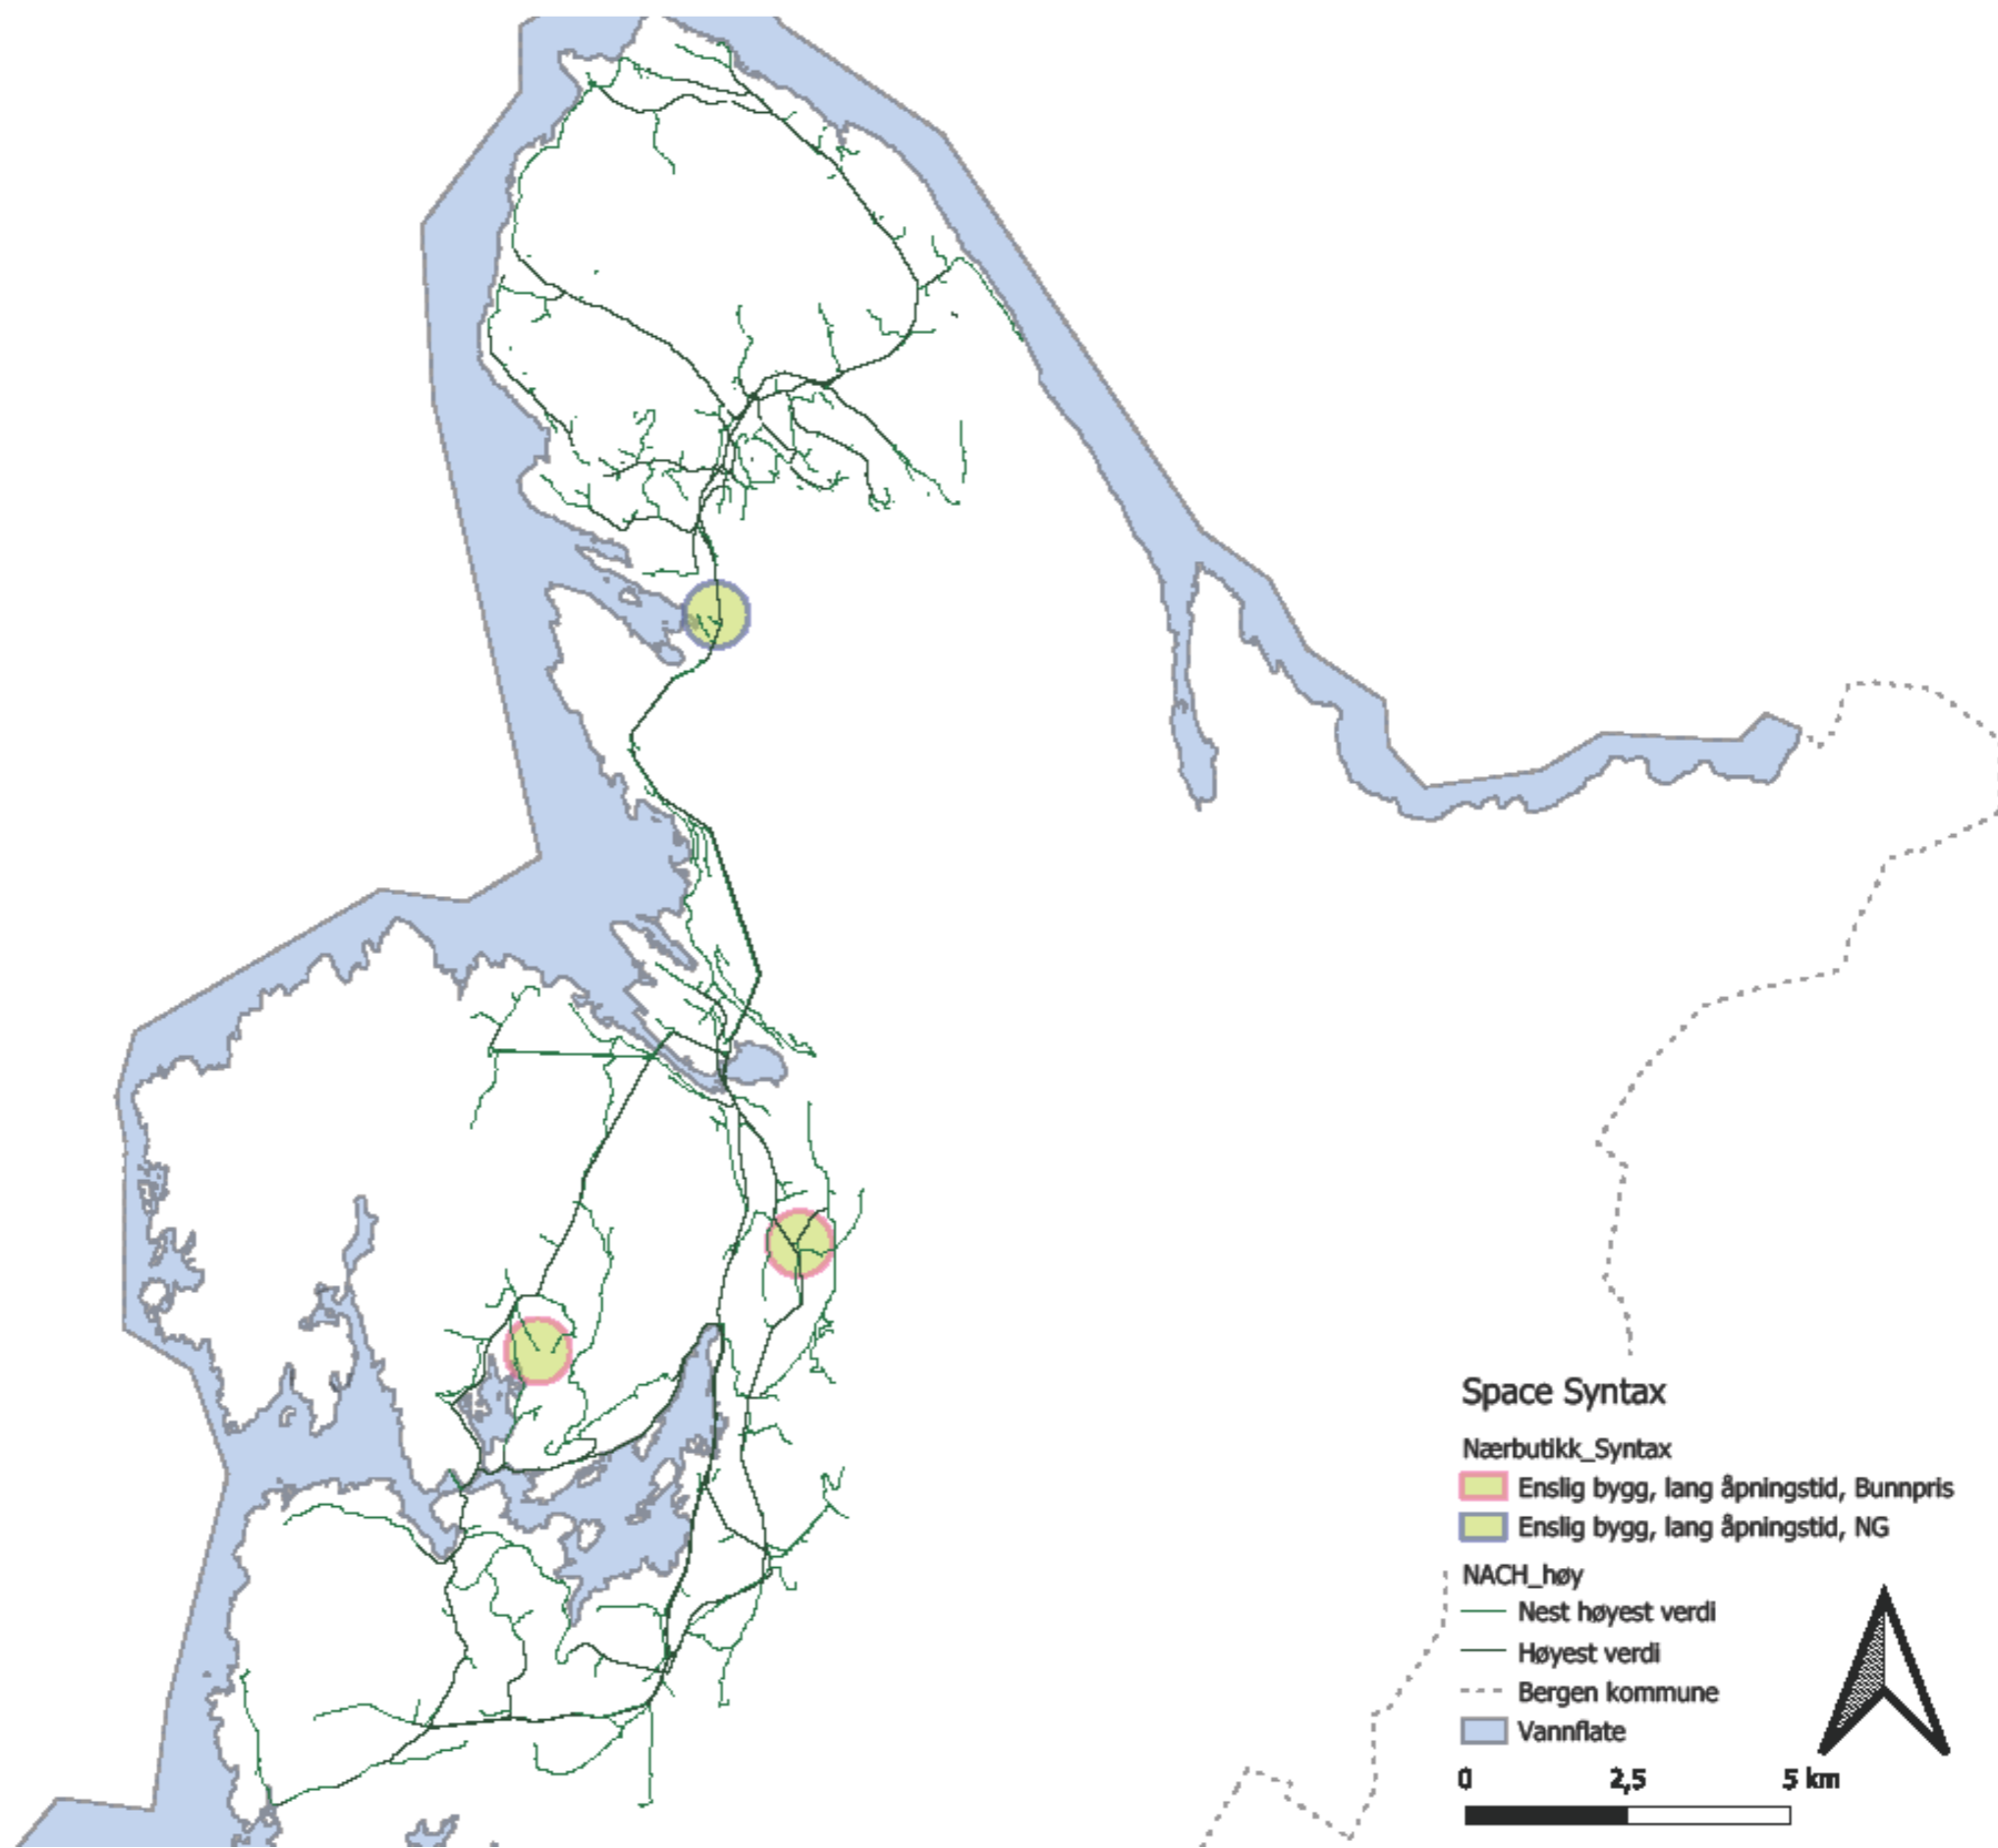 Space Syntax
Nærbutikk_Syntax
Enslig bygg, lang åpningstid, Bunnpris
Enslig bygg, lang åpningstid, NG
NACH_høy
Nest høyest verdi
Høyest verdi
Bergen kommune
Vannflate
0 2,5 5 km